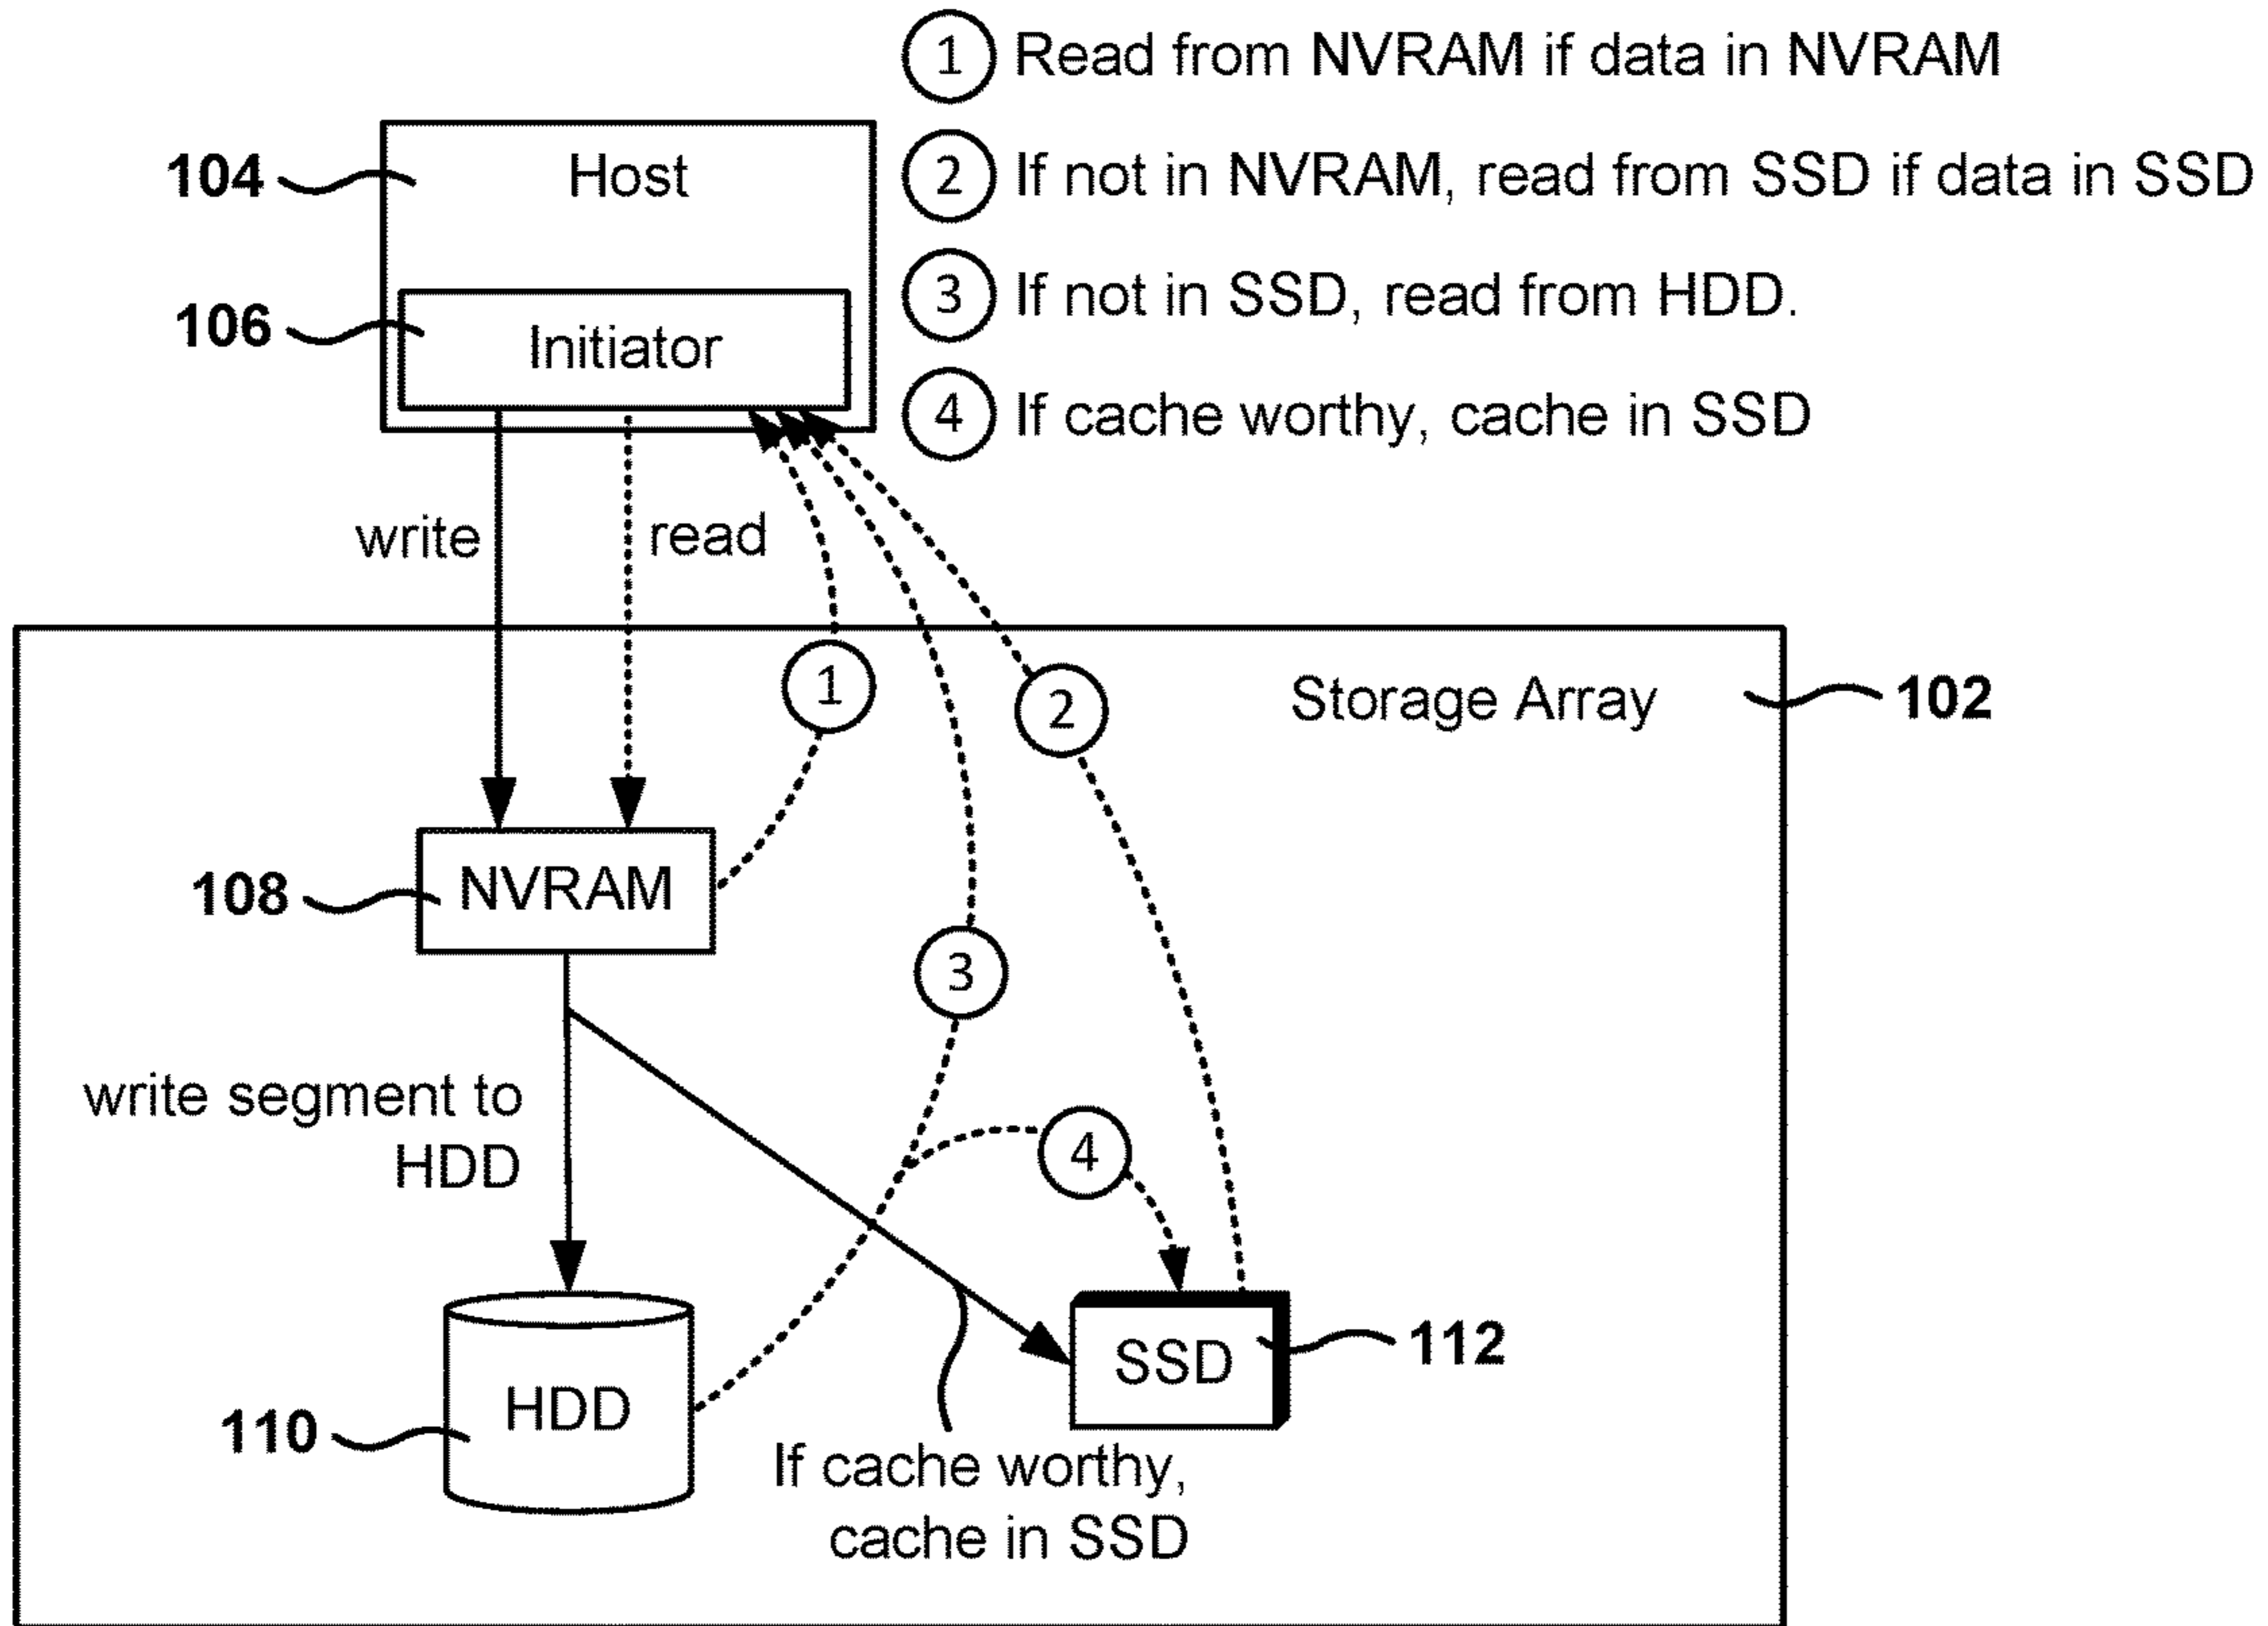 ① Read from NVRAM if data in NVRAM
② If not in NVRAM, read from SSD if data in SSD
③ If not in SSD, read from HDD.
④ If cache worthy, cache in SSD
104
Host
106
Initiator
write
read
1
2
Storage Array
102
108
NVRAM
3
write segment to
HDD
4
110
HDD
SSD
112
If cache worthy,
cache in SSD